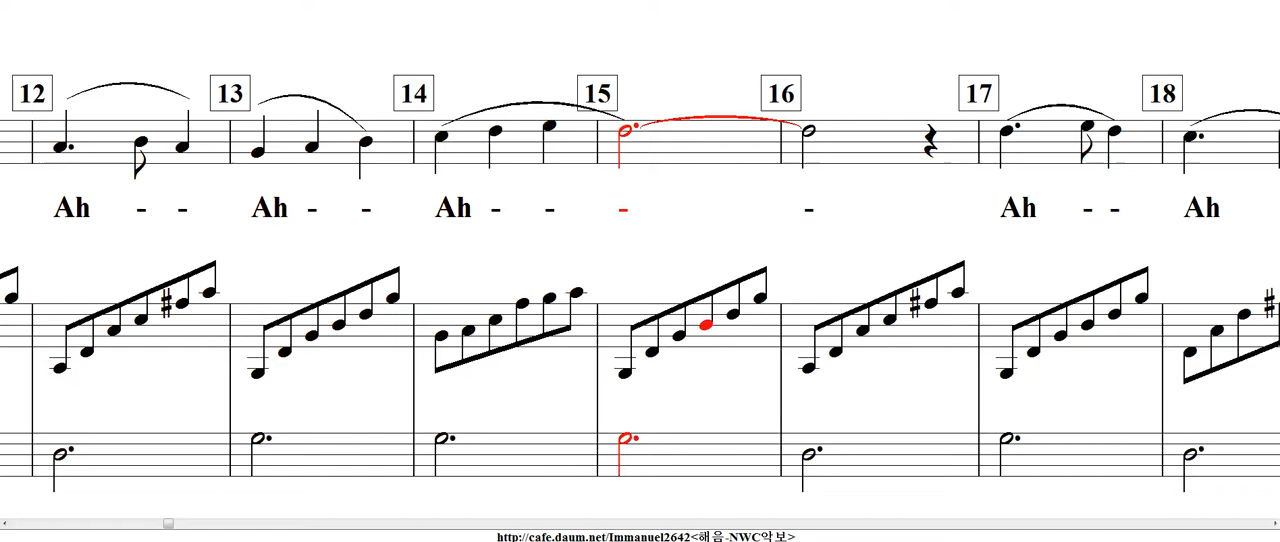 12 13 14 15 16 17 18
Ah - - Ah - - Ah - - - - Ah - - Ah
http://cafe.daum.net/Immanuel2642<해음-NWC악보>